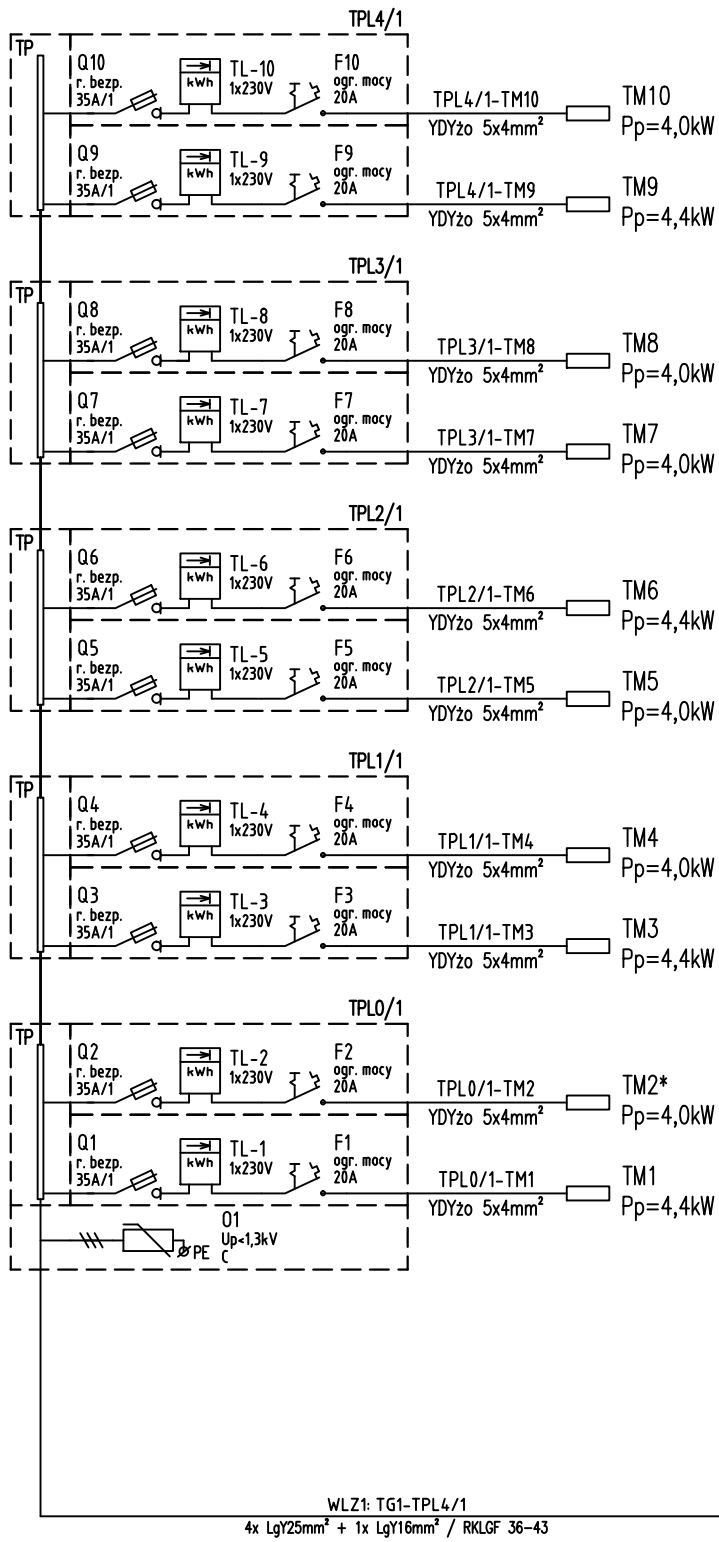 TPL4/1
TP
Q10
r. bezp.
35A/1
kWh
TL-10
1x230V
F10
ogr. mocy
20A
TPL4/1-TM10
YDYżo 5x4mm²
TM10
Pp=4,0kW
Q9
r. bezp.
35A/1
kWh
TL-9
1x230V
F9
ogr. mocy
20A
TPL4/1-TM9
YDYżo 5x4mm²
TM9
Pp=4,4kW
TPL3/1
TP
Q8
r. bezp.
35A/1
kWh
TL-8
1x230V
F8
ogr. mocy
20A
TPL3/1-TM8
YDYżo 5x4mm²
TM8
Pp=4,0kW
Q7
r. bezp.
35A/1
kWh
TL-7
1x230V
F7
ogr. mocy
20A
TPL3/1-TM7
YDYżo 5x4mm²
TM7
Pp=4,0kW
TPL2/1
TP
Q6
r. bezp.
35A/1
kWh
TL-6
1x230V
F6
ogr. mocy
20A
TPL2/1-TM6
YDYżo 5x4mm²
TM6
Pp=4,4kW
Q5
r. bezp.
35A/1
kWh
TL-5
1x230V
F5
ogr. mocy
20A
TPL2/1-TM5
YDYżo 5x4mm²
TM5
Pp=4,0kW
TPL1/1
TP
Q4
r. bezp.
35A/1
kWh
TL-4
1x230V
F4
ogr. mocy
20A
TPL1/1-TM4
YDYżo 5x4mm²
TM4
Pp=4,0kW
Q3
r. bezp.
35A/1
kWh
TL-3
1x230V
F3
ogr. mocy
20A
TPL1/1-TM3
YDYżo 5x4mm²
TM3
Pp=4,4kW
TPL0/1
TP
Q2
r. bezp.
35A/1
kWh
TL-2
1x230V
F2
ogr. mocy
20A
TPL0/1-TM2
YDYżo 5x4mm²
TM2*
Pp=4,0kW
Q1
r. bezp.
35A/1
kWh
TL-1
1x230V
F1
ogr. mocy
20A
TPL0/1-TM1
YDYżo 5x4mm²
TM1
Pp=4,4kW
PE
O1
Up<1,3kV
C
WLZ1: TG1-TPL4/1
4x LgY25mm² + 1x LgY16mm² / RKLGF 36-43